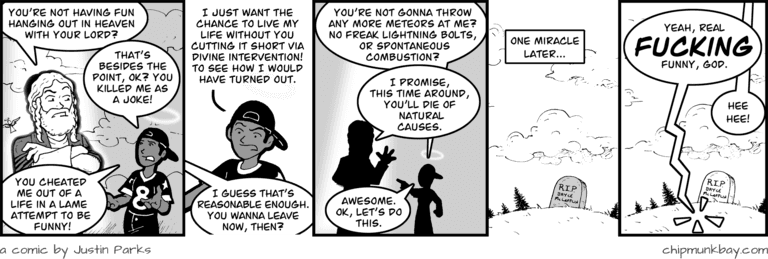 YOU'RE NOT HAVING FUN
HANGING OUT IN HEAVEN
WITH YOUR LORD?
THAT'S
BESIDES THE
POINT, OK? YOU
KILLED ME AS
A JOKE!
YOU CHEATED
ME OUT OF A
LIFE IN A LAME
ATTEMPT TO BE
FUNNY!
8
I JUST WANT THE
CHANCE TO LIVE MY
LIFE WITHOUT YOU
CUTTING IT SHORT VIA
DIVINE INTERVENTION!
TO SEE HOW I WOULD
HAVE TURNED OUT.
I GUESS THAT'S
REASONABLE ENOUGH.
YOU WANNA LEAVE
NOW, THEN?
YOU'RE NOT GONNA THROW
ANY MORE METEORS AT ME?
NO FREAK LIGHTNING BOLTS,
OR SPONTANEOUS
COMBUSTION?
I PROMISE,
THIS TIME AROUND,
YOU'LL DIE OF
NATURAL
CAUSES.
AWESOME.
OK, LET'S DO
THIS.
ONE MIRACLE
LATER...
R.I.P
YEAH, REAL
FUCKING
FUNNY, GOD.
HEE
HEE!
R.I.P
a comic by Justin Parks
chipmunkbay.com